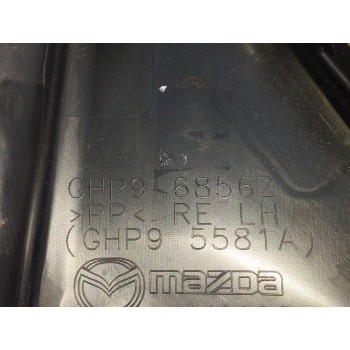 GHP9 6856Z
>PP< RE LH
(GHP9 5581A)
mazda